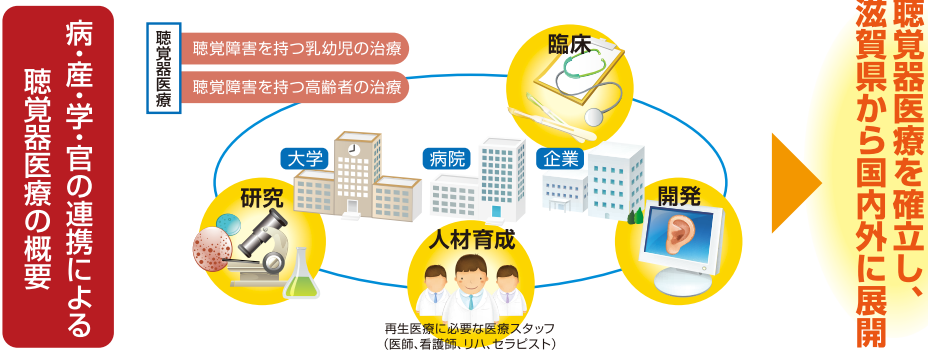 病・産・学・官の連携による
聴覚器医療の概要
聴覚器医療
聴覚障害を持つ乳幼児の治療
聴覚障害を持つ高齢者の治療
臨床
大学
病院
企業
研究
開発
人材育成
再生医療に必要な医療スタッフ
（医師、看護師、リハ、セラピスト）
聴覚器医療を確立し、
滋賀県から国内外に展開